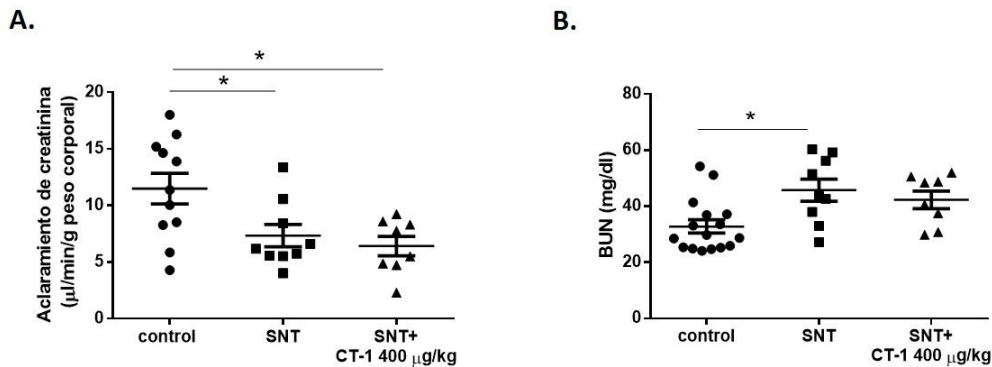 A.
*
*
Aclaramiento de creatinina
(μl/min/g peso corporal)
20
15
10
5
0
control
SNT
SNT+
CT-1 400 μg/kg
B.
*
BUN (mg/dl)
80
60
40
20
0
control
SNT
SNT+
CT-1 400 μg/kg